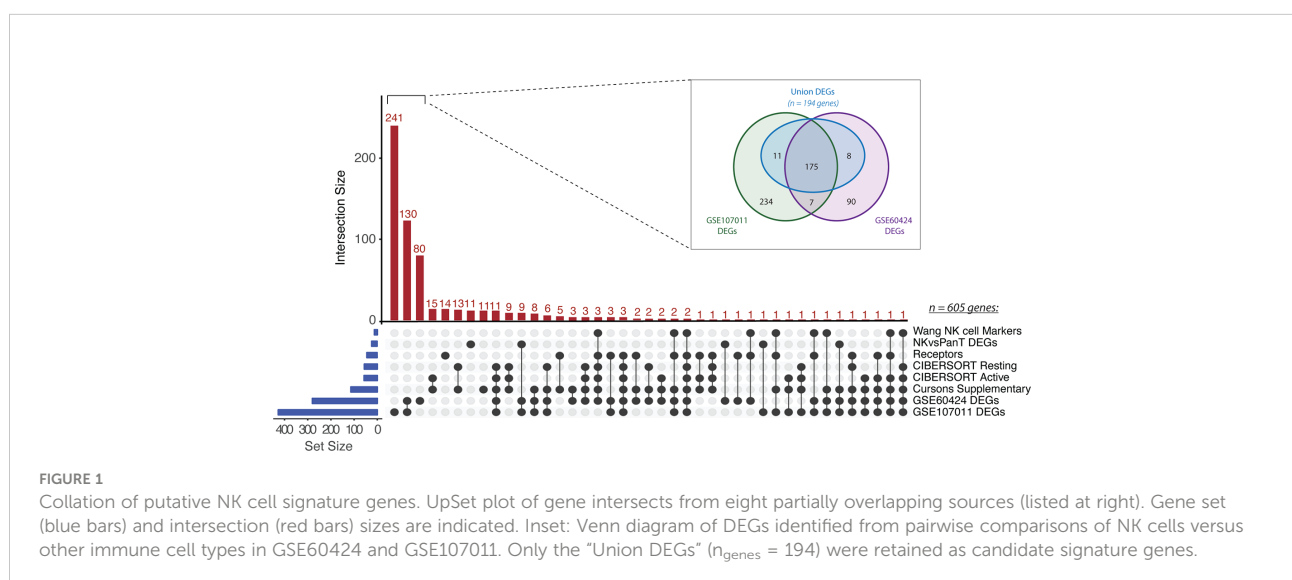 241
Union DEGs
(n = 194 genes)
11
8
175
234
7
90
GSE107011
DEGs
GSE60424
DEGs
200
130
100
80
Intersection Size
15 14 13 11 11 11 9 9 8 6 5 3 3 3 3 3 2 2 2 2 2 1 1 1 1 1 1 1 1 1 1 1 1 1 1 1 1 1
n = 605 genes:
0
Wang NK cell Markers
NKvsPanT DEGs
Receptors
CIBERSORT Resting
CIBERSORT Active
Cursons Supplementary
GSE60424 DEGs
GSE107011 DEGs
400 300 200 100 0
Set Size
FIGURE 1
Collation of putative NK cell signature genes. UpSet plot of gene intersects from eight partially overlapping sources (listed at right). Gene set
(blue bars) and intersection (red bars) sizes are indicated. Inset: Venn diagram of DEGs identified from pairwise comparisons of NK cells versus
other immune cell types in GSE60424 and GSE107011. Only the “Union DEGs” (ngenes = 194) were retained as candidate signature genes.